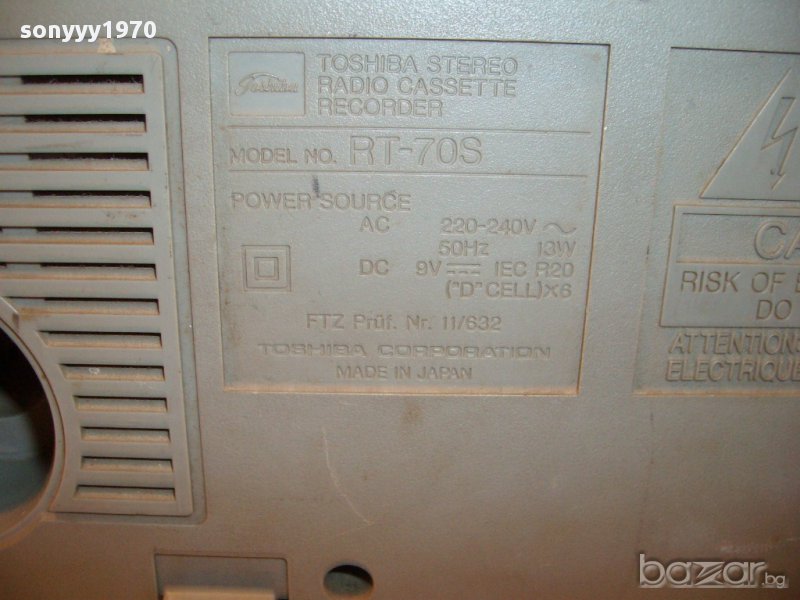 sonyyy1970
Toshiba
TOSHIBA STEREO
RADIO CASSETTE
RECORDER
MODEL NO. RT-70S
POWER SOURCE
AC 220-240V ~
50Hz 13W
DC 9V ⎓ IEC R20
("D" CELL)×6
FTZ Prüf. Nr. 11/632
TOSHIBA CORPORATION
MADE IN JAPAN
CA
RISK OF E
DO
ATTENTION:
ELECTRIQUE
bazar.bg